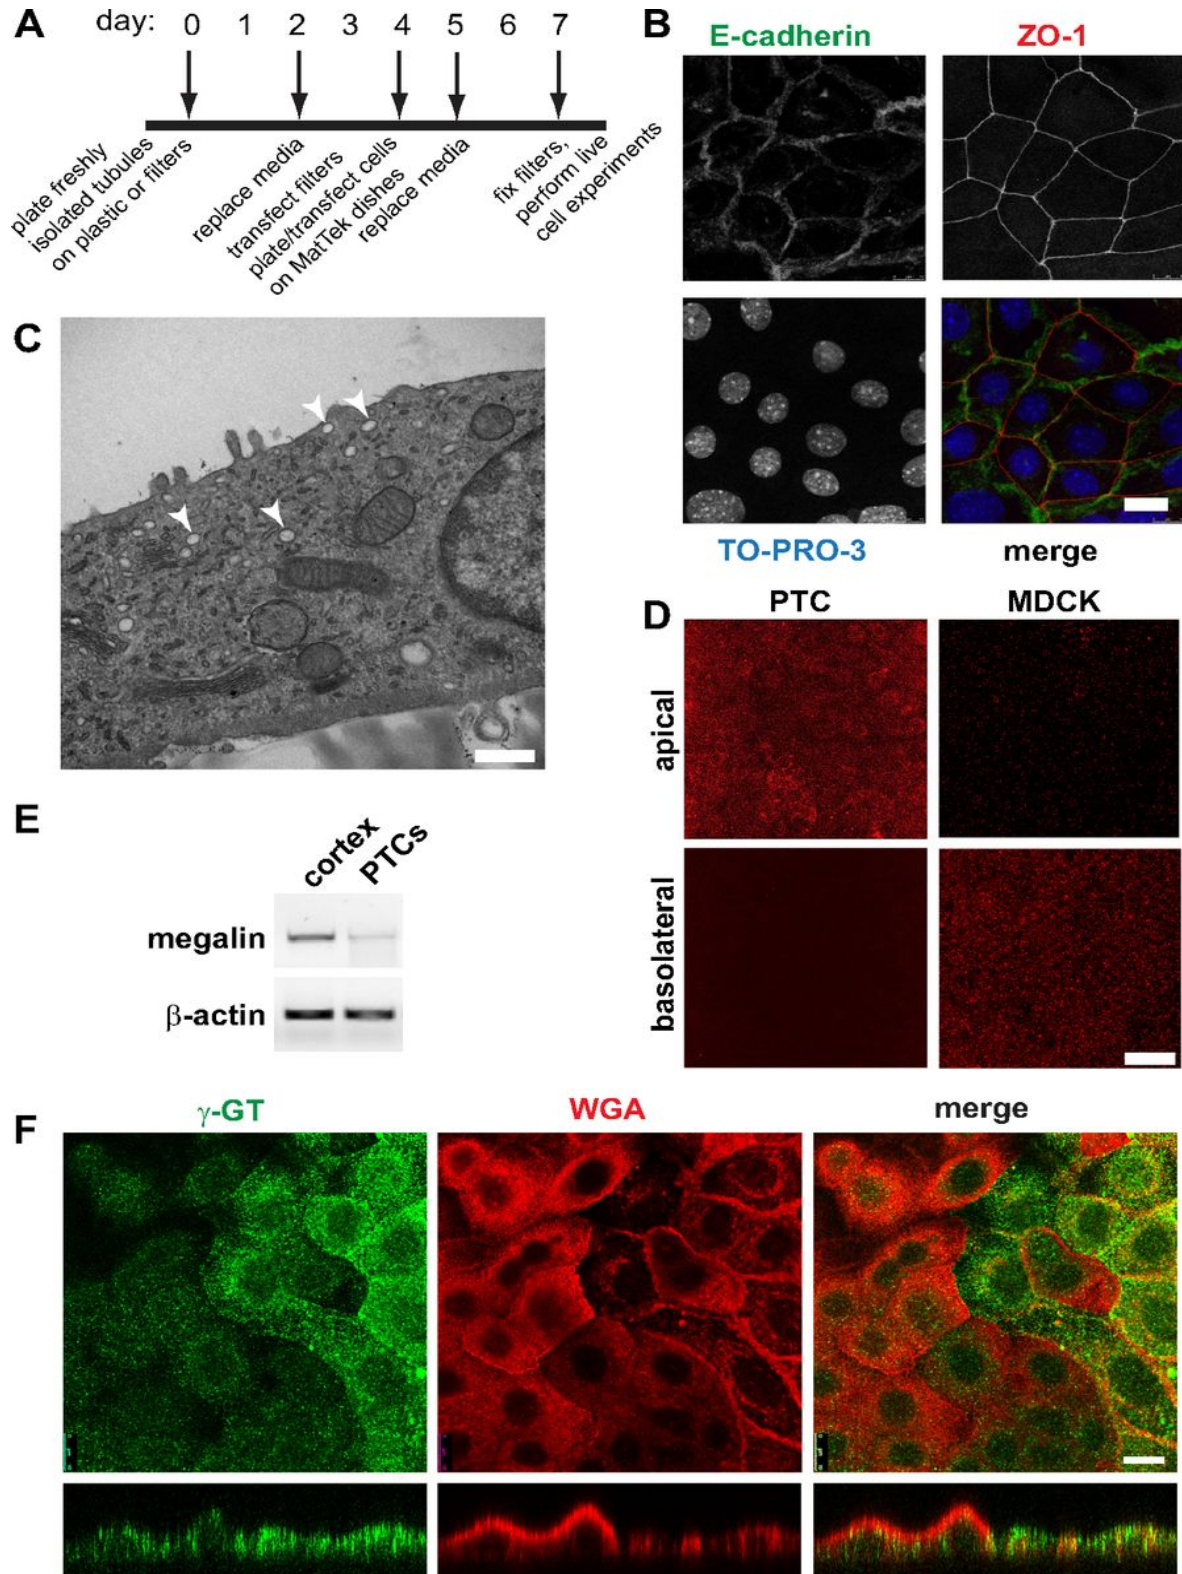 A
day: 0 1 2 3 4 5 6 7
plate freshly
isolated tubules
on plastic or filters
replace media
transfect filters
plate/transfect cells
on MatTek dishes
replace media
fix filters,
perform live
cell experiments
B
E-cadherin
ZO-1
TO-PRO-3
merge
C
D
PTC
MDCK
apical
basolateral
E
cortex
PTCs
megalin
β-actin
F
γ-GT
WGA
merge